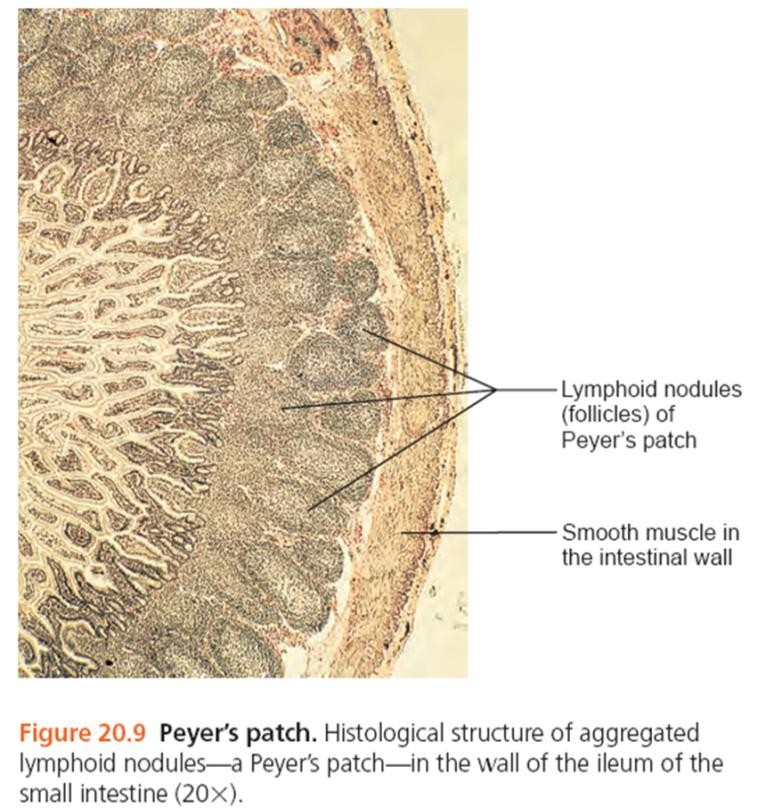 Lymphoid nodules
(follicles) of
Peyer's patch
Smooth muscle in
the intestinal wall
Figure 20.9 Peyer's patch. Histological structure of aggregated
lymphoid nodules—a Peyer's patch—in the wall of the ileum of the
small intestine (20×).